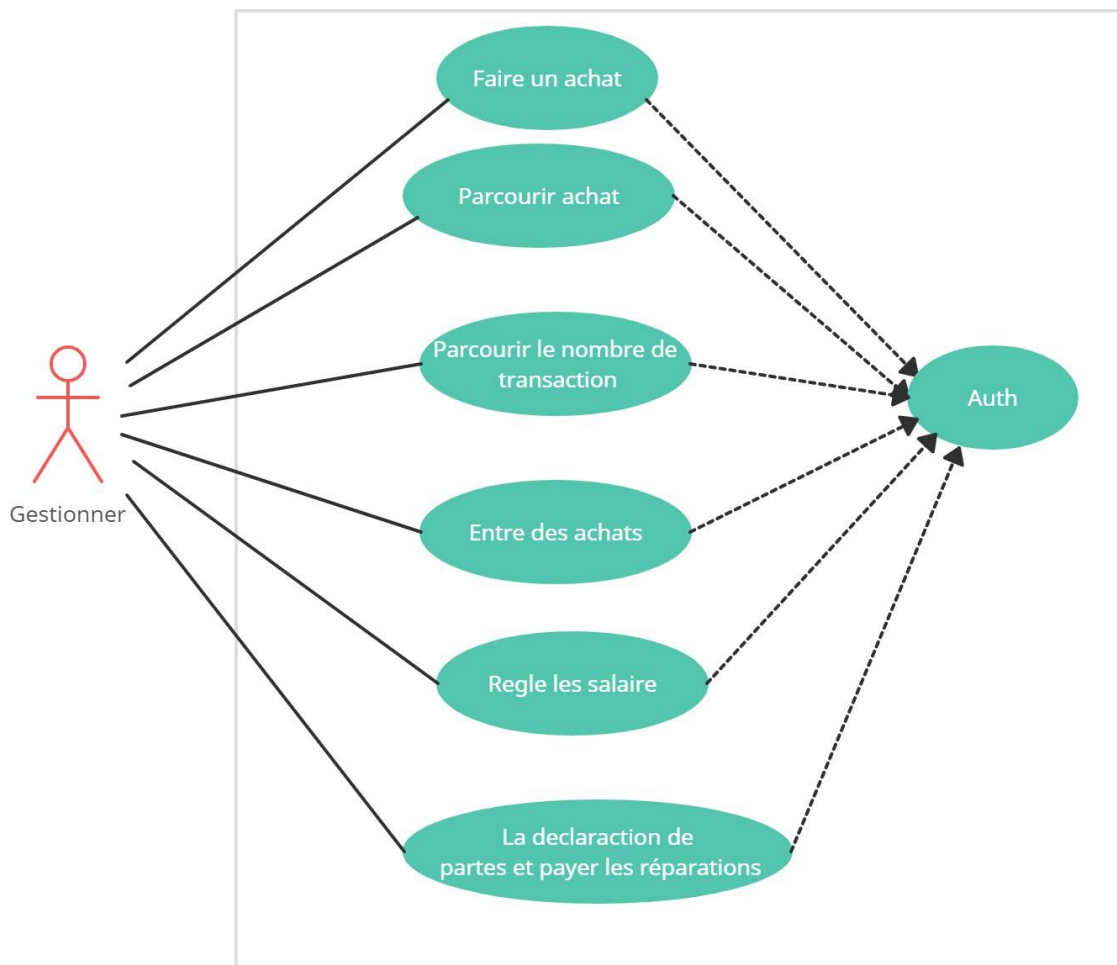 Faire un achat
Parcourir achat
Parcourir le nombre de
transaction
Auth
Gestionner
Entre des achats
Regle les salaire
La declaraction de
partes et payer les réparations